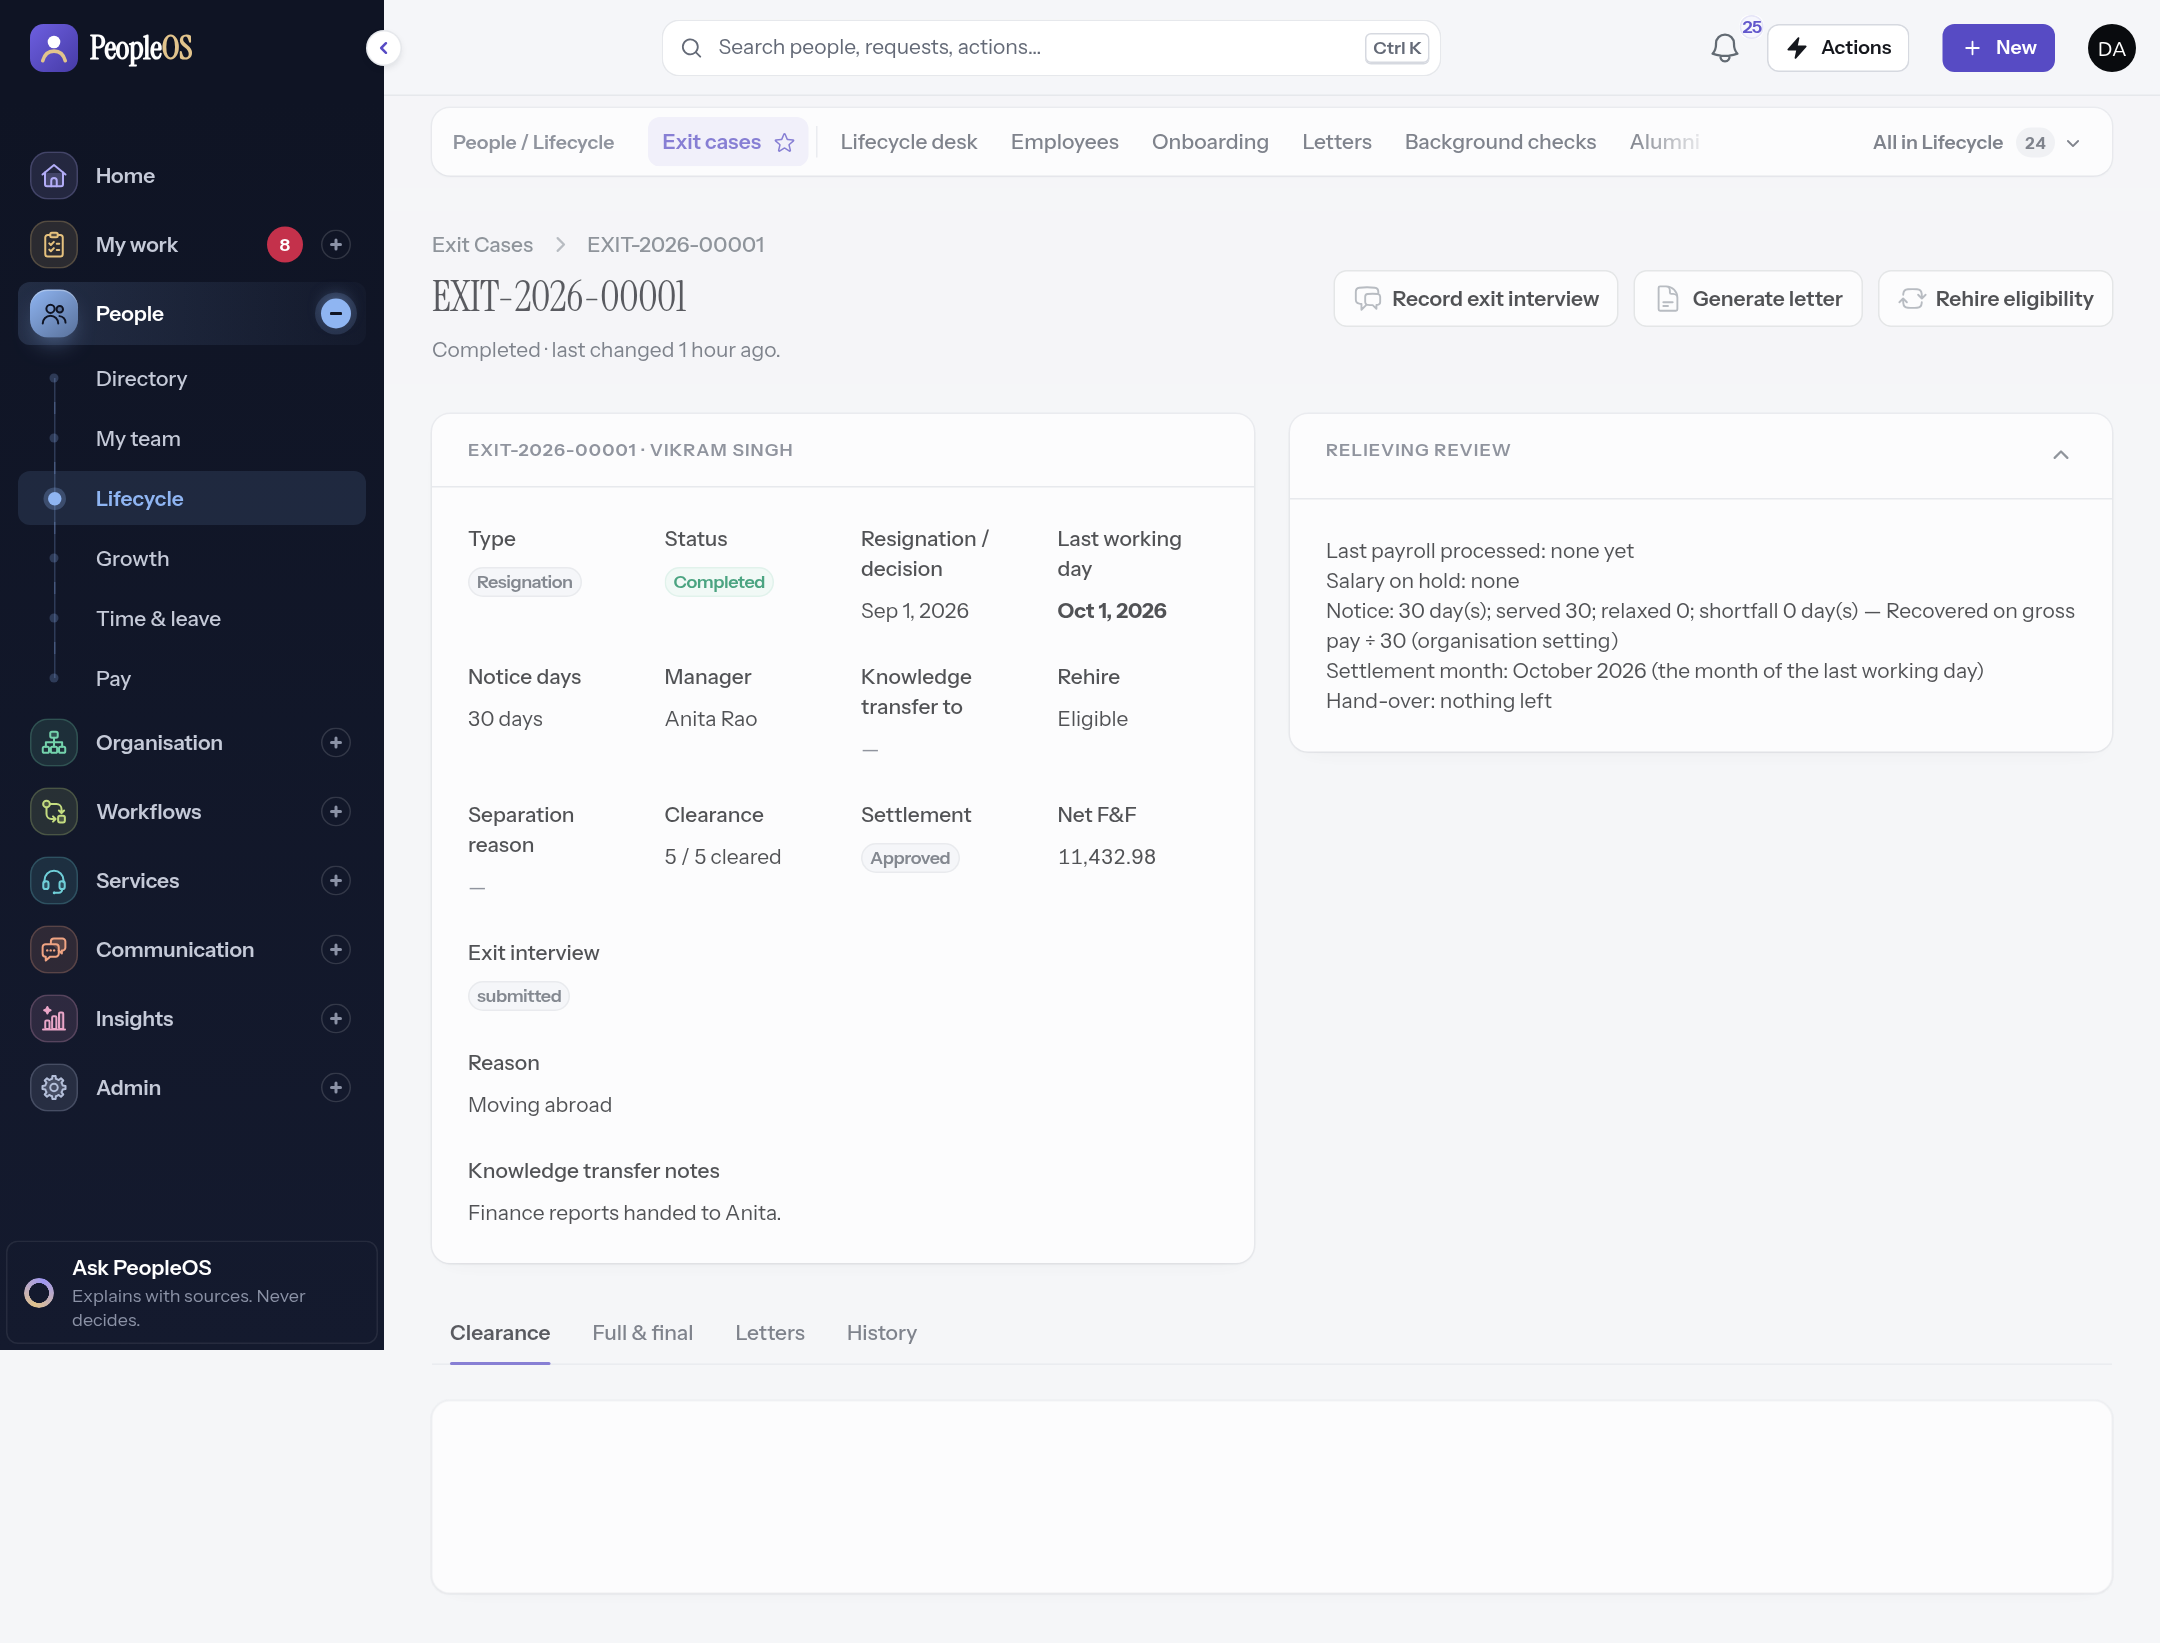 PeopleOS
Search people, requests, actions...
Ctrl K
25
Actions
New
DA
Home
My work
8
People
Directory
My team
Lifecycle
Growth
Time & leave
Pay
Organisation
Workflows
Services
Communication
Insights
Admin
Ask PeopleOS
Explains with sources. Never
decides.
People / Lifecycle
Exit cases
Lifecycle desk
Employees
Onboarding
Letters
Background checks
Alumni
All in Lifecycle
24
Exit Cases
EXIT-2026-00001
EXIT-2026-00001
Completed · last changed 1 hour ago.
Record exit interview
Generate letter
Rehire eligibility
EXIT-2026-00001 · VIKRAM SINGH
Type
Resignation
Status
Completed
Resignation /
decision
Sep 1, 2026
Last working
day
Oct 1, 2026
Notice days
30 days
Manager
Anita Rao
Knowledge
transfer to
—
Rehire
Eligible
Separation
reason
—
Clearance
5 / 5 cleared
Settlement
Approved
Net F&F
11,432.98
Exit interview
submitted
Reason
Moving abroad
Knowledge transfer notes
Finance reports handed to Anita.
RELIEVING REVIEW
Last payroll processed: none yet
Salary on hold: none
Notice: 30 day(s); served 30; relaxed 0; shortfall 0 day(s) — Recovered on gross
pay ÷ 30 (organisation setting)
Settlement month: October 2026 (the month of the last working day)
Hand-over: nothing left
Clearance
Full & final
Letters
History